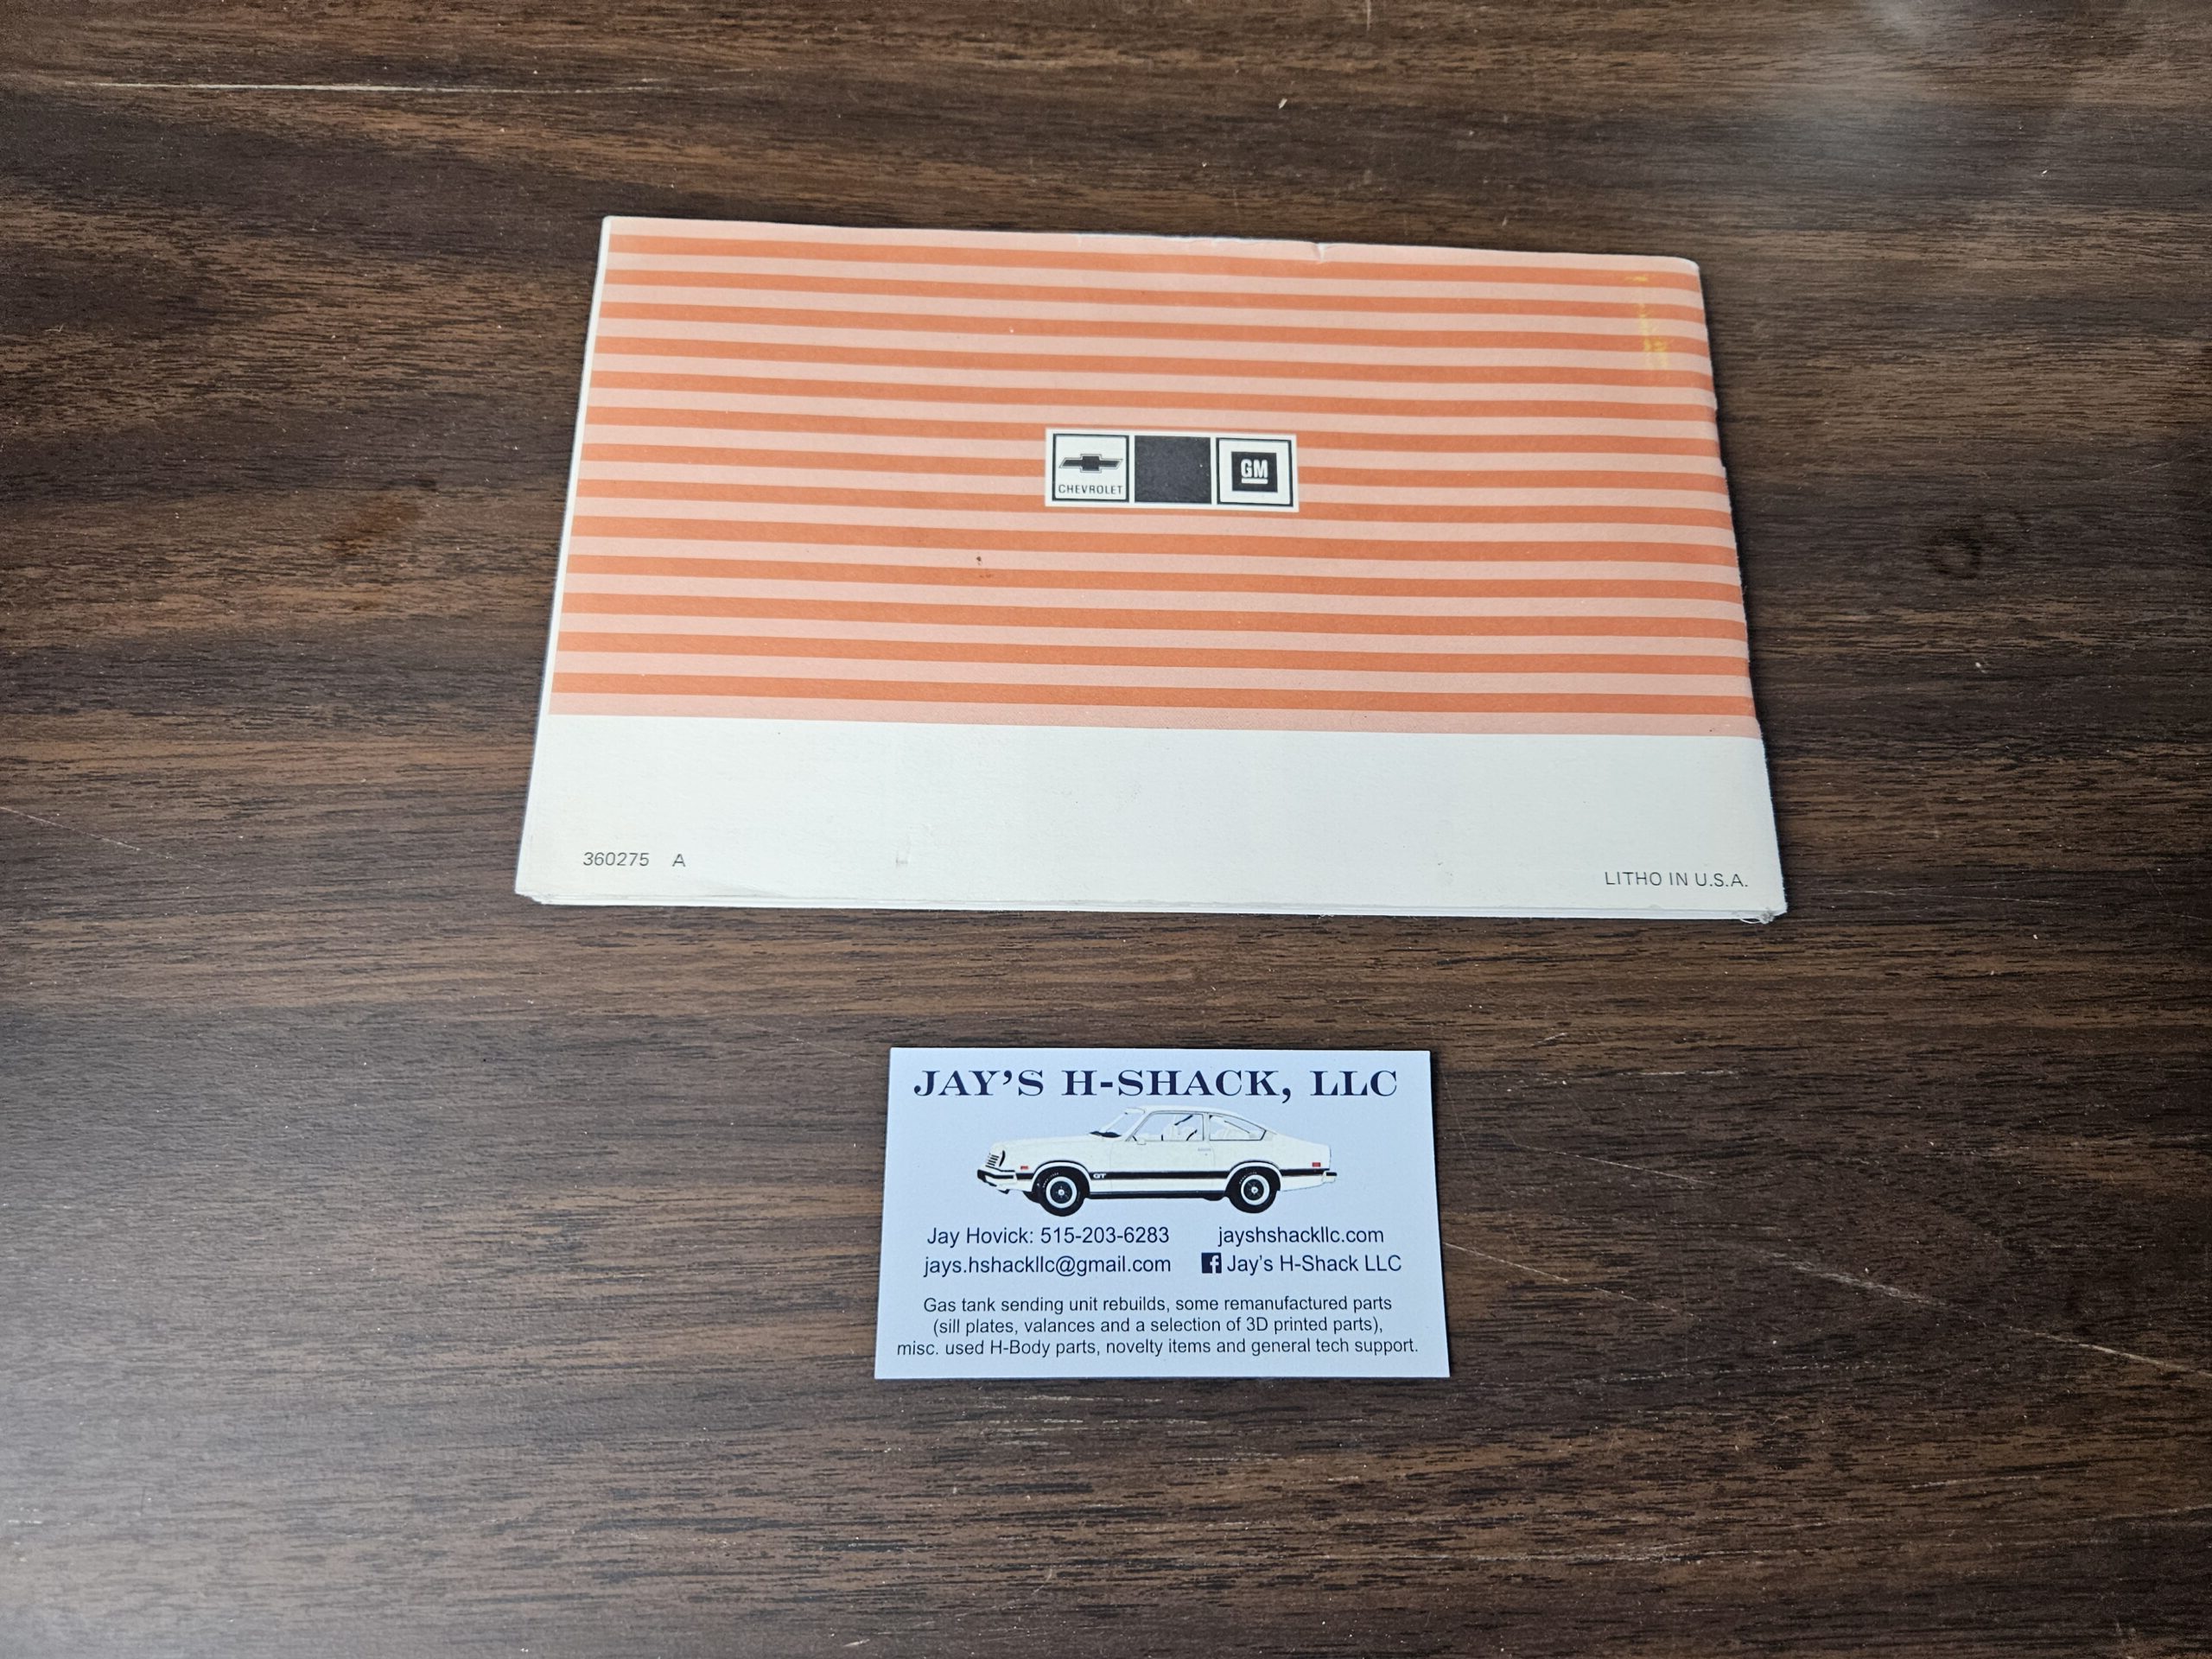 CHEVROLET
GM
360275 A
LITHO IN U.S.A.
JAY'S H-SHACK, LLC
GT
Jay Hovick: 515-203-6283 jayshshackllc.com
jays.hshackllc@gmail.com f Jay's H-Shack LLC
Gas tank sending unit rebuilds, some remanufactured parts
(sill plates, valances and a selection of 3D printed parts),
misc. used H-Body parts, novelty items and general tech support.